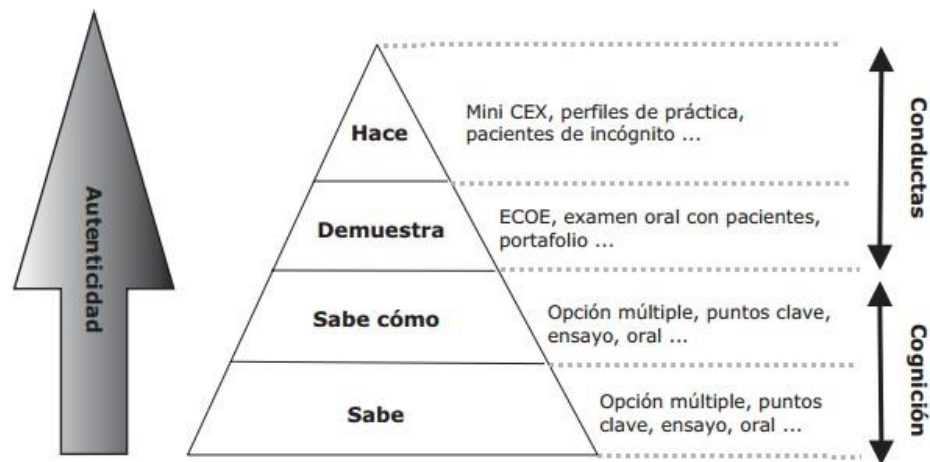 Autenticidad
Hace
Mini CEX, perfiles de práctica,
pacientes de incógnito ...
Demuestra
ECOE, examen oral con pacientes,
portafolio ...
Conductas
Sabe cómo
Opción múltiple, puntos clave,
ensayo, oral ...
Sabe
Opción múltiple, puntos
clave, ensayo, oral ...
Cognición